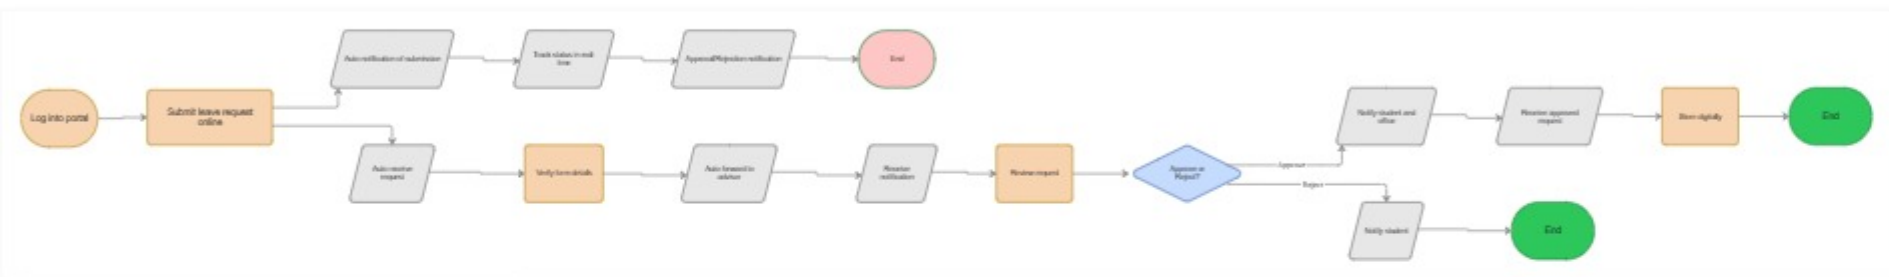 Auto notification of submission
Track status in real
time
Approval/Rejection notification
End
Log into portal
Submit leave request
online
Auto receive
request
Verify form details
Auto forward to
advisor
Receive
notification
Review request
Approve or
Reject?
Approve
Reject
Notify student and
office
Receive approved
request
Store digitally
End
Notify student
End